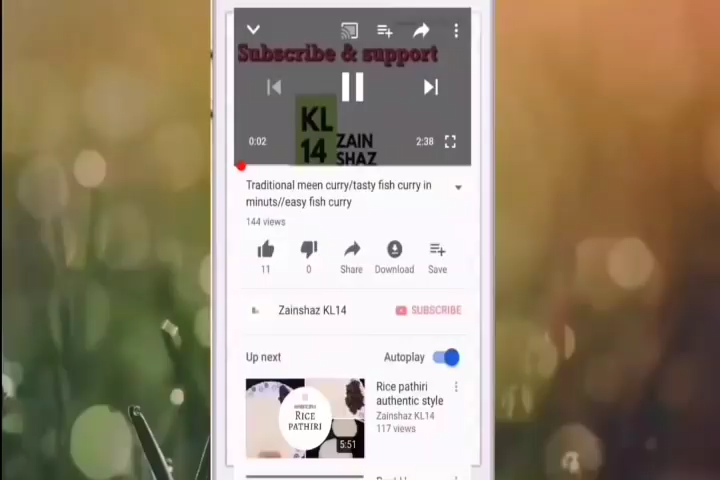 Subscribe & support
KL
14
ZAIN
SHAZ
0:02
2:38
Traditional meen curry/tasty fish curry in
minuts//easy fish curry
144 views
11
0
Share
Download
Save
Zainshaz KL14
SUBSCRIBE
Up next
Autoplay
RICE
PATHIRI
5:51
Rice pathiri
authentic style
Zainshaz KL14
117 views